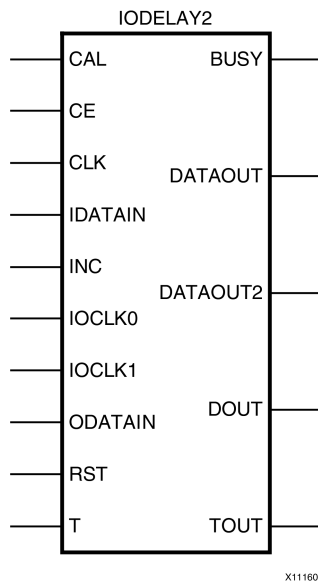 IODELAY2
CAL
BUSY
CE
CLK
DATAOUT
IDATAIN
INC
DATAOUT2
IOCLK0
IOCLK1
DOUT
ODATAIN
RST
T
TOUT
X11160